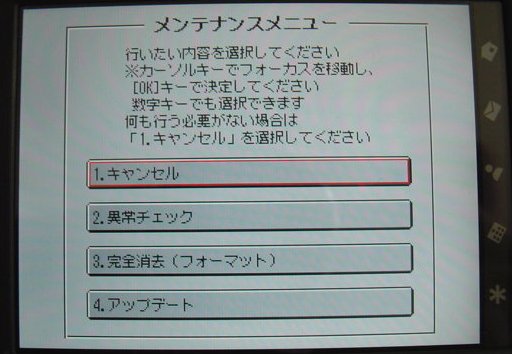 メンテナンスメニュー
行いたい内容を選択してください
※カーソルキーでフォーカスを移動し、
[OK]キーで決定してください
数字キーでも選択できます
何も行う必要がない場合は
「1.キャンセル」を選択してください
1.キャンセル
2.異常チェック
3.完全消去(フォーマット)
4.アップデート